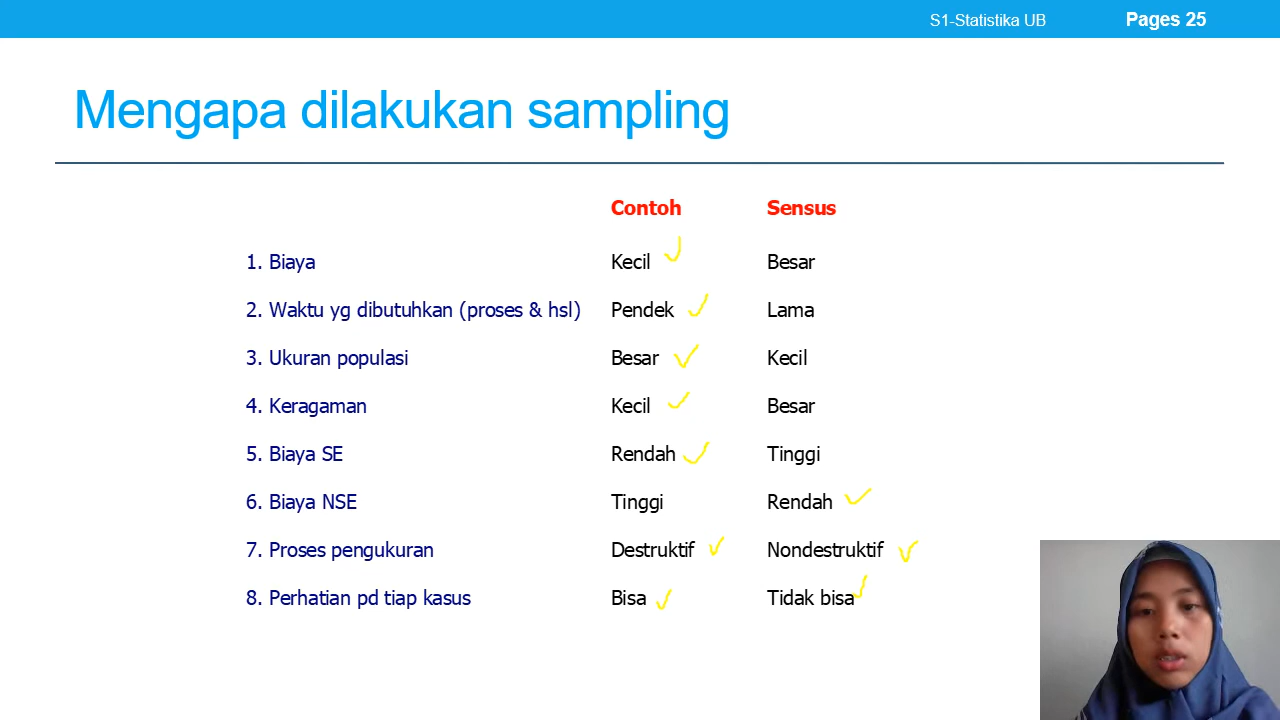 S1-Statistika UB Pages 25
Mengapa dilakukan sampling
Contoh Sensus
1. Biaya Kecil Besar
2. Waktu yg dibutuhkan (proses & hsl) Pendek Lama
3. Ukuran populasi Besar Kecil
4. Keragaman Kecil Besar
5. Biaya SE Rendah Tinggi
6. Biaya NSE Tinggi Rendah
7. Proses pengukuran Destruktif Nondestruktif
8. Perhatian pd tiap kasus Bisa Tidak bisa